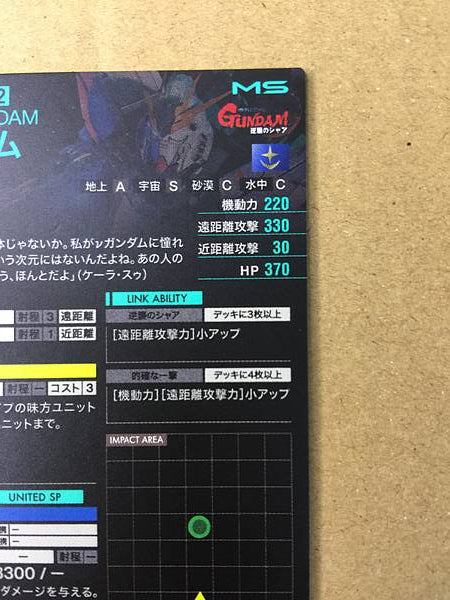 2
MS
DAM
GUNDAM
逆襲のシャア
ム
地上 A 宇宙 S 砂漠 C 水中 C
機動力 220
遠距離攻撃 330
近距離攻撃 30
HP 370
体じゃないか。私がνガンダムに憧れ
いう次元にはないんだよね。あの人の
う、ほんとだよ」(ケーラ・スゥ)
LINK ABILITY
射程 3 遠距離
逆襲のシャア デッキに3枚以上
射程 1 近距離
[遠距離攻撃力]小アップ
的確な一撃 デッキに4枚以上
射程 ー コスト 3
[機動力][遠距離攻撃力]小アップ
プの味方ユニット
ニットまで。
IMPACT AREA
UNITED SP
携 ー
携 ー
ー 射程 ー
3300 / ー
ダメージを与える。